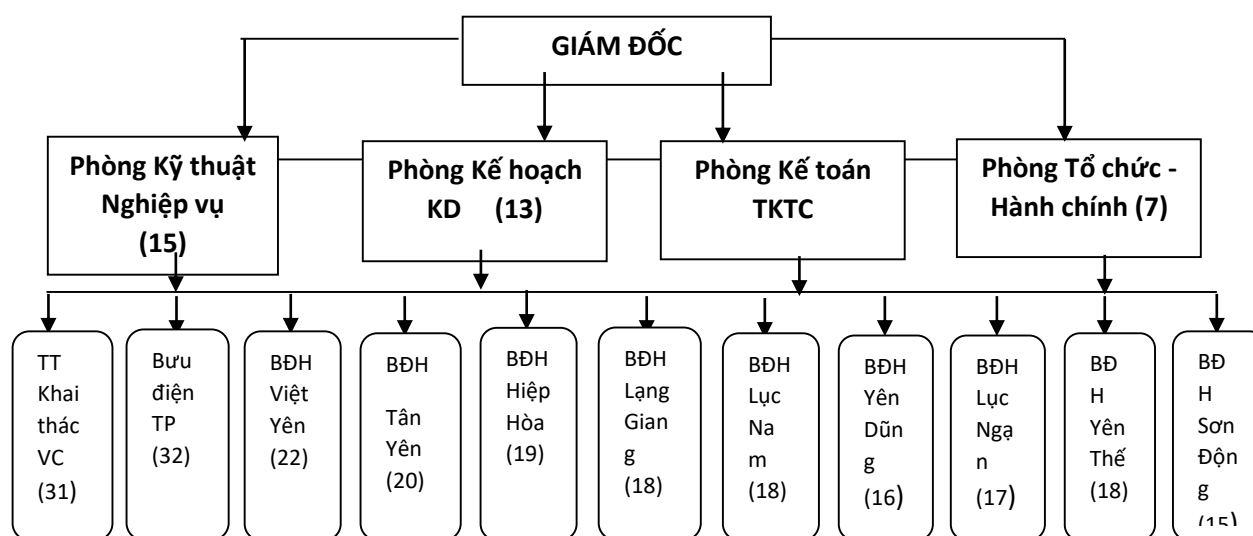 GIÁM ĐỐC
Phòng Kỹ thuật
Nghiệp vụ
(15)
Phòng Kế hoạch
KD (13)
Phòng Kế toán
TKTC
Phòng Tổ chức -
Hành chính (7)
TT
Khai
thác
VC
(31)
Bưu
điện
TP
(32)
BĐH
Việt
Yên
(22)
BĐH
Tân
Yên
(20)
BĐH
Hiệp
Hòa
(19)
BĐH
Lạng
Gian
g
(18)
BĐH
Lục
Na
m
(18)
BĐH
Yên
Dũn
g
(16)
BĐH
Lục
Ngạ
n
(17)
BĐ
H
Yên
Thế
(18)
BĐ
H
Sơn
Độn
g
(15)